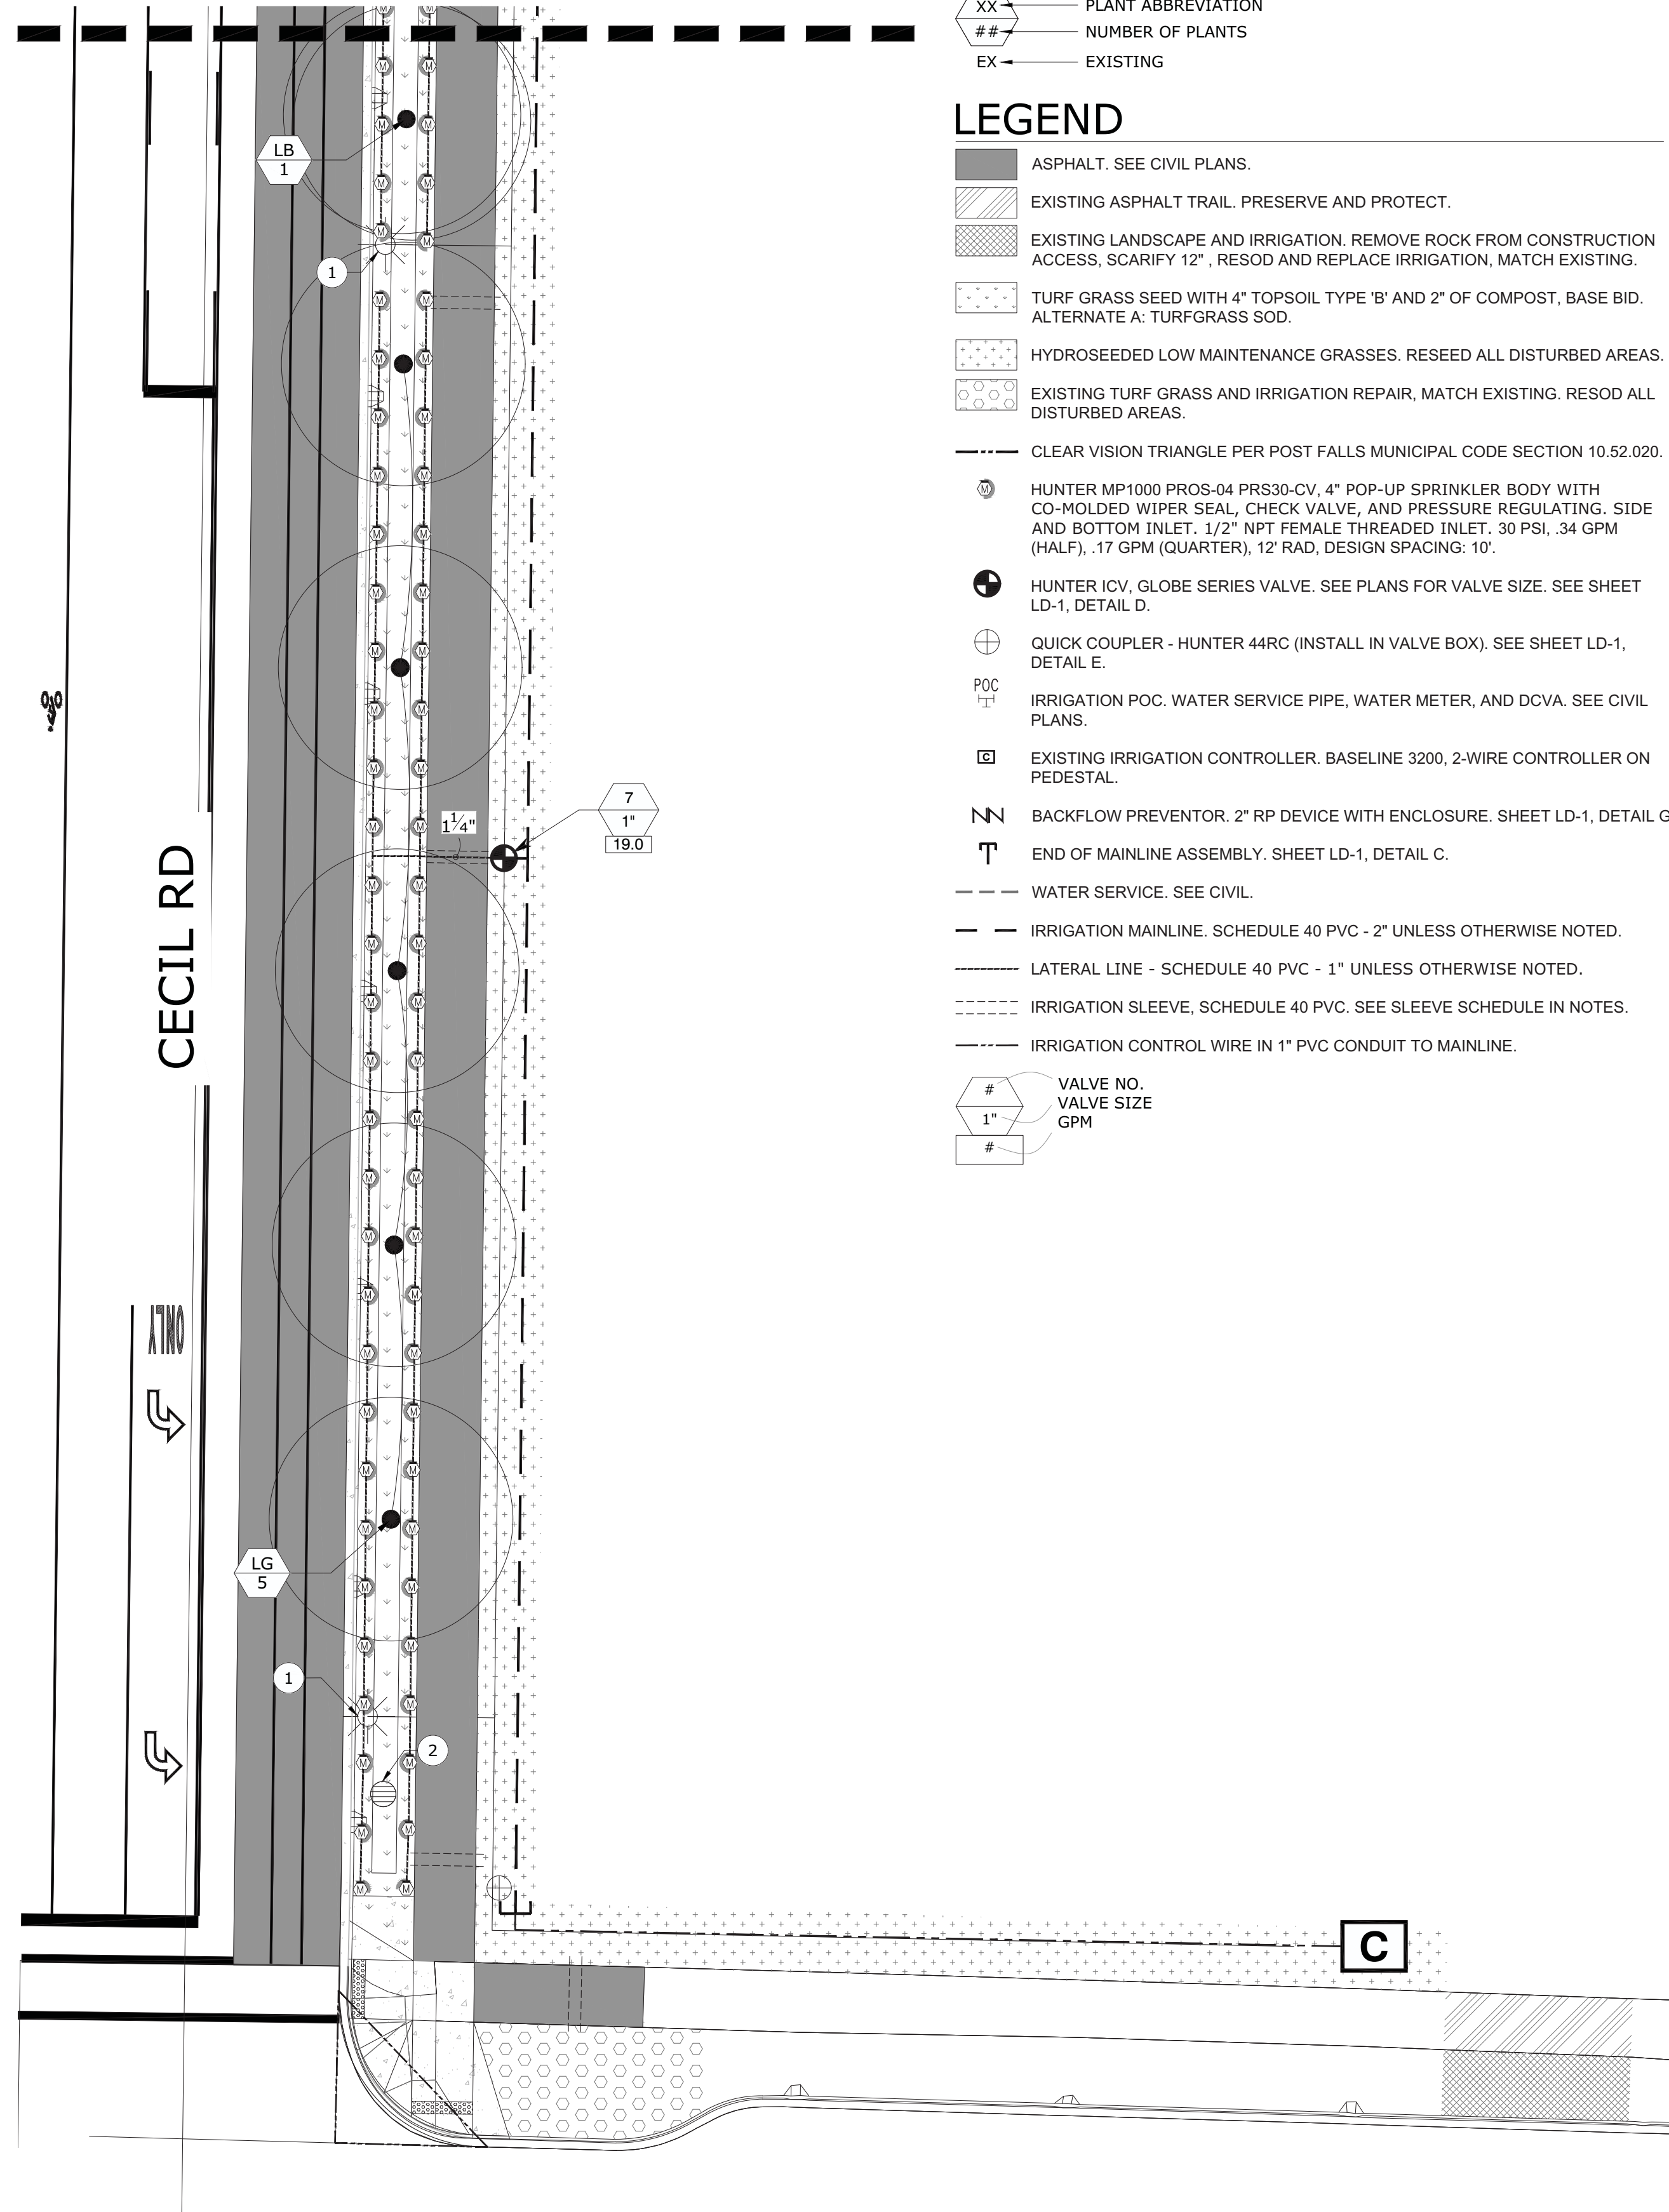 XX
PLANT ABBREVIATION
##
NUMBER OF PLANTS
EX
EXISTING
LEGEND
ASPHALT. SEE CIVIL PLANS.
EXISTING ASPHALT TRAIL. PRESERVE AND PROTECT.
EXISTING LANDSCAPE AND IRRIGATION. REMOVE ROCK FROM CONSTRUCTION
ACCESS, SCARIFY 12" , RESOD AND REPLACE IRRIGATION, MATCH EXISTING.
TURF GRASS SEED WITH 4" TOPSOIL TYPE 'B' AND 2" OF COMPOST, BASE BID.
ALTERNATE A: TURFGRASS SOD.
HYDROSEEDED LOW MAINTENANCE GRASSES. RESEED ALL DISTURBED AREAS.
EXISTING TURF GRASS AND IRRIGATION REPAIR, MATCH EXISTING. RESOD ALL
DISTURBED AREAS.
CLEAR VISION TRIANGLE PER POST FALLS MUNICIPAL CODE SECTION 10.52.020.
M
HUNTER MP1000 PROS-04 PRS30-CV, 4" POP-UP SPRINKLER BODY WITH
CO-MOLDED WIPER SEAL, CHECK VALVE, AND PRESSURE REGULATING. SIDE
AND BOTTOM INLET. 1/2" NPT FEMALE THREADED INLET. 30 PSI, .34 GPM
(HALF), .17 GPM (QUARTER), 12' RAD, DESIGN SPACING: 10'.
HUNTER ICV, GLOBE SERIES VALVE. SEE PLANS FOR VALVE SIZE. SEE SHEET
LD-1, DETAIL D.
QUICK COUPLER - HUNTER 44RC (INSTALL IN VALVE BOX). SEE SHEET LD-1,
DETAIL E.
POC
IRRIGATION POC. WATER SERVICE PIPE, WATER METER, AND DCVA. SEE CIVIL
PLANS.
C
EXISTING IRRIGATION CONTROLLER. BASELINE 3200, 2-WIRE CONTROLLER ON
PEDESTAL.
BACKFLOW PREVENTOR. 2" RP DEVICE WITH ENCLOSURE. SHEET LD-1, DETAIL G
END OF MAINLINE ASSEMBLY. SHEET LD-1, DETAIL C.
WATER SERVICE. SEE CIVIL.
IRRIGATION MAINLINE. SCHEDULE 40 PVC - 2" UNLESS OTHERWISE NOTED.
LATERAL LINE - SCHEDULE 40 PVC - 1" UNLESS OTHERWISE NOTED.
IRRIGATION SLEEVE, SCHEDULE 40 PVC. SEE SLEEVE SCHEDULE IN NOTES.
IRRIGATION CONTROL WIRE IN 1" PVC CONDUIT TO MAINLINE.
#
VALVE NO.
1"
VALVE SIZE
#
GPM
LB
1
1
1 1/4"
7
1"
19.0
CECIL RD
ONLY
LG
5
1
2
C